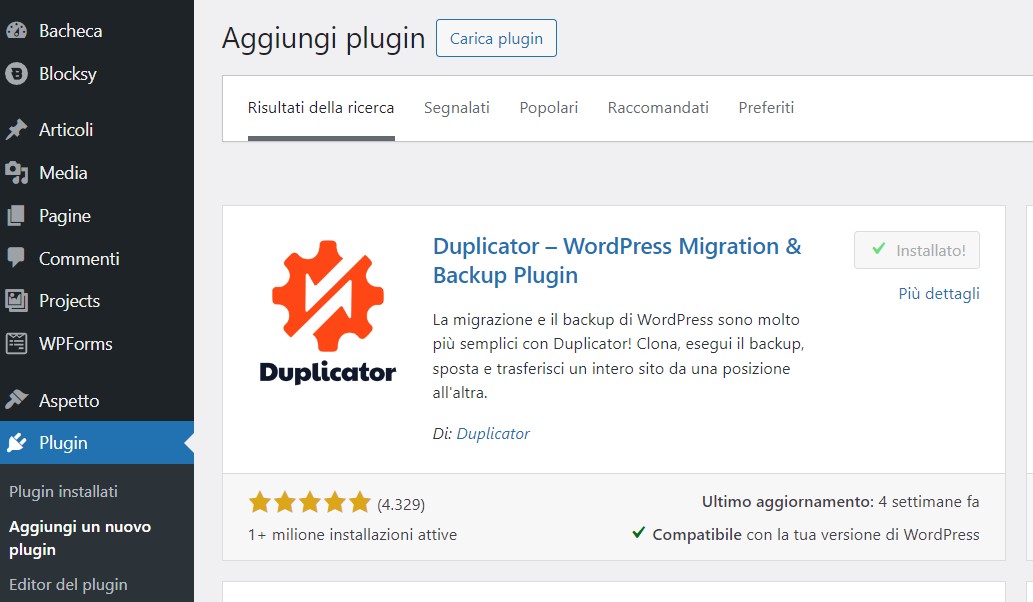 Bacheca
Blocksy
Articoli
Media
Pagine
Commenti
Projects
WPForms
Aspetto
Plugin
Plugin installati
Aggiungi un nuovo
plugin
Editor del plugin
Aggiungi plugin
Carica plugin
Risultati della ricerca
Segnalati
Popolari
Raccomandati
Preferiti
Duplicator
Duplicator – WordPress Migration &
Backup Plugin
Installato!
Più dettagli
La migrazione e il backup di WordPress sono molto
più semplici con Duplicator! Clona, esegui il backup,
sposta e trasferisci un intero sito da una posizione
all'altra.
Di: Duplicator
(4.329)
1+ milione installazioni attive
Ultimo aggiornamento: 4 settimane fa
Compatibile con la tua versione di WordPress